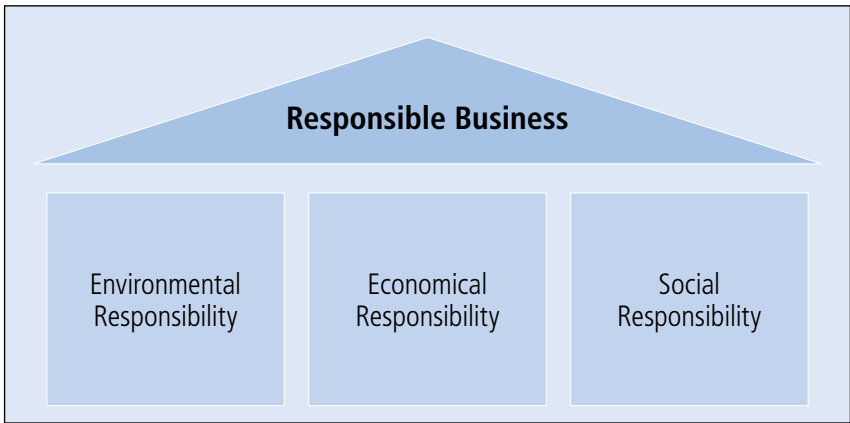 Responsible Business
Environmental
Responsibility
Economical
Responsibility
Social
Responsibility